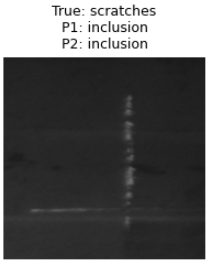 True: scratches
P1: inclusion
P2: inclusion